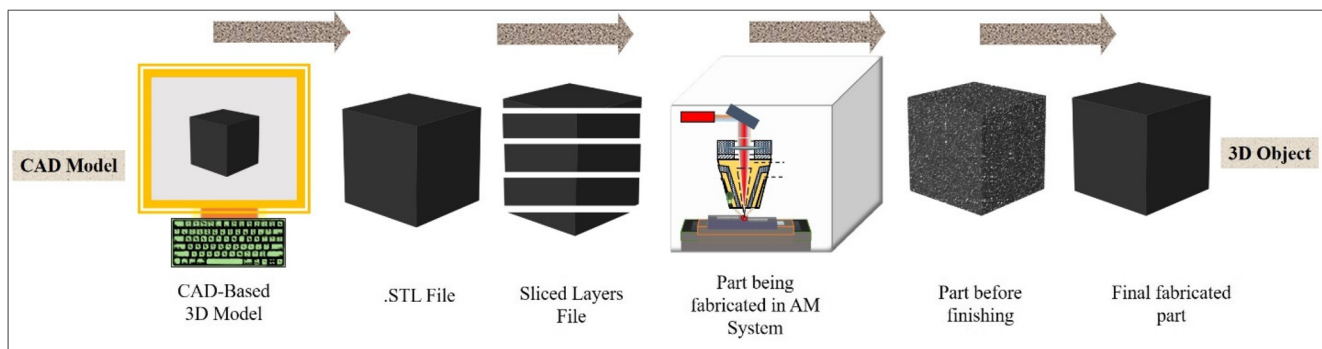 CAD Model
3D Object
CAD-Based
3D Model
.STL File
Sliced Layers
File
Part being
fabricated in AM
System
Part before
finishing
Final fabricated
part